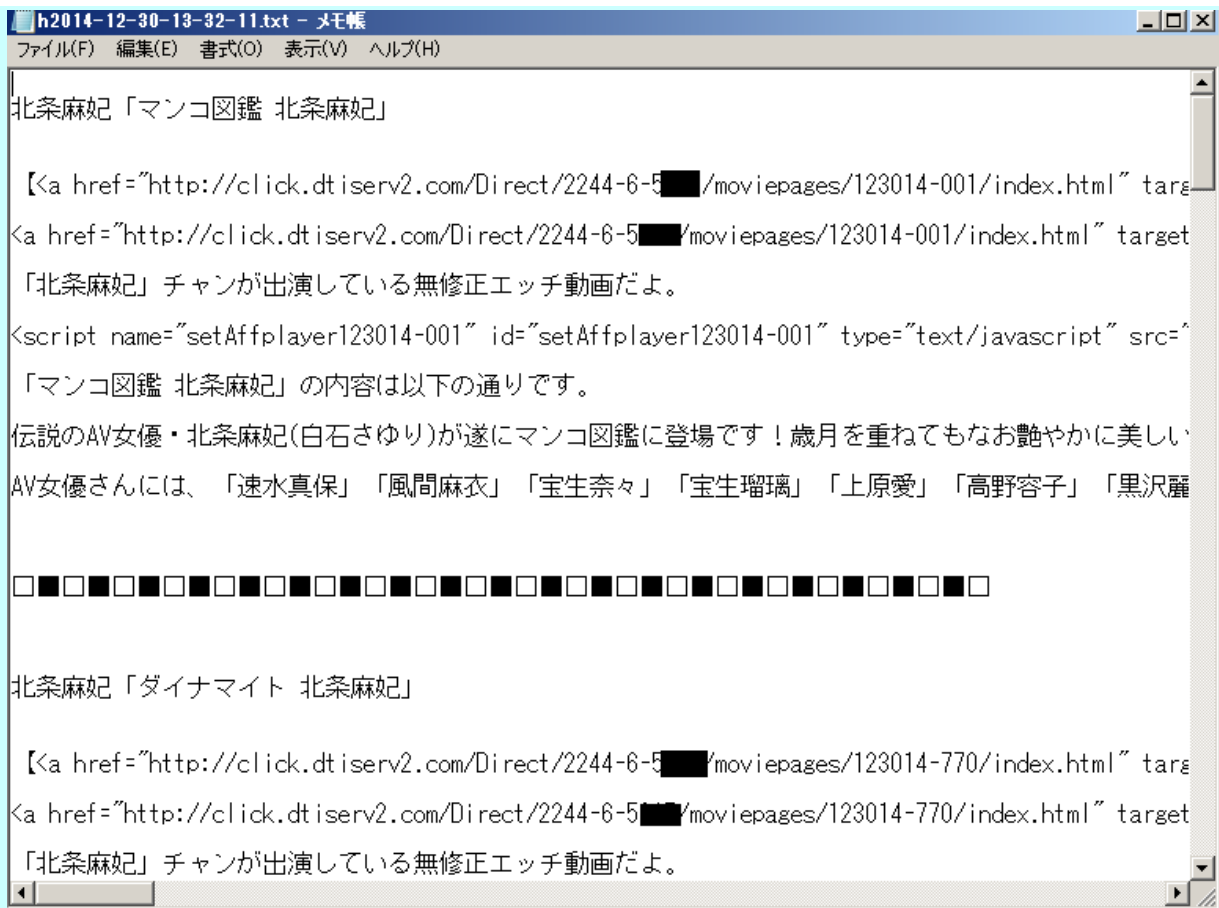 h2014-12-30-13-32-11.txt - メモ帳
ファイル(F) 編集(E) 書式(O) 表示(V) ヘルプ(H)
北条麻妃「マンコ図鑑 北条麻妃」
【<a href="http://click.dtiserv2.com/Direct/2244-6-5███/moviepages/123014-001/index.html" targ
<a href="http://click.dtiserv2.com/Direct/2244-6-5███/moviepages/123014-001/index.html" target
「北条麻妃」チャンが出演している無修正エッチ動画だよ。
<script name="setAffplayer123014-001" id="setAffplayer123014-001" type="text/javascript" src="
「マンコ図鑑 北条麻妃」の内容は以下の通りです。
伝説のAV女優・北条麻妃(白石さゆり)が遂にマンコ図鑑に登場です！歳月を重ねてもなお艶やかに美しい
AV女優さんには、「速水真保」「風間麻衣」「宝生奈々」「宝生瑠璃」「上原愛」「高野容子」「黒沢麗
□■□■□■□■□■□■□■□■□■□■□■□■□■□■□■□■□■□■□■□
北条麻妃「ダイナマイト 北条麻妃」
【<a href="http://click.dtiserv2.com/Direct/2244-6-5███/moviepages/123014-770/index.html" targ
<a href="http://click.dtiserv2.com/Direct/2244-6-5███/moviepages/123014-770/index.html" target
「北条麻妃」チャンが出演している無修正エッチ動画だよ。